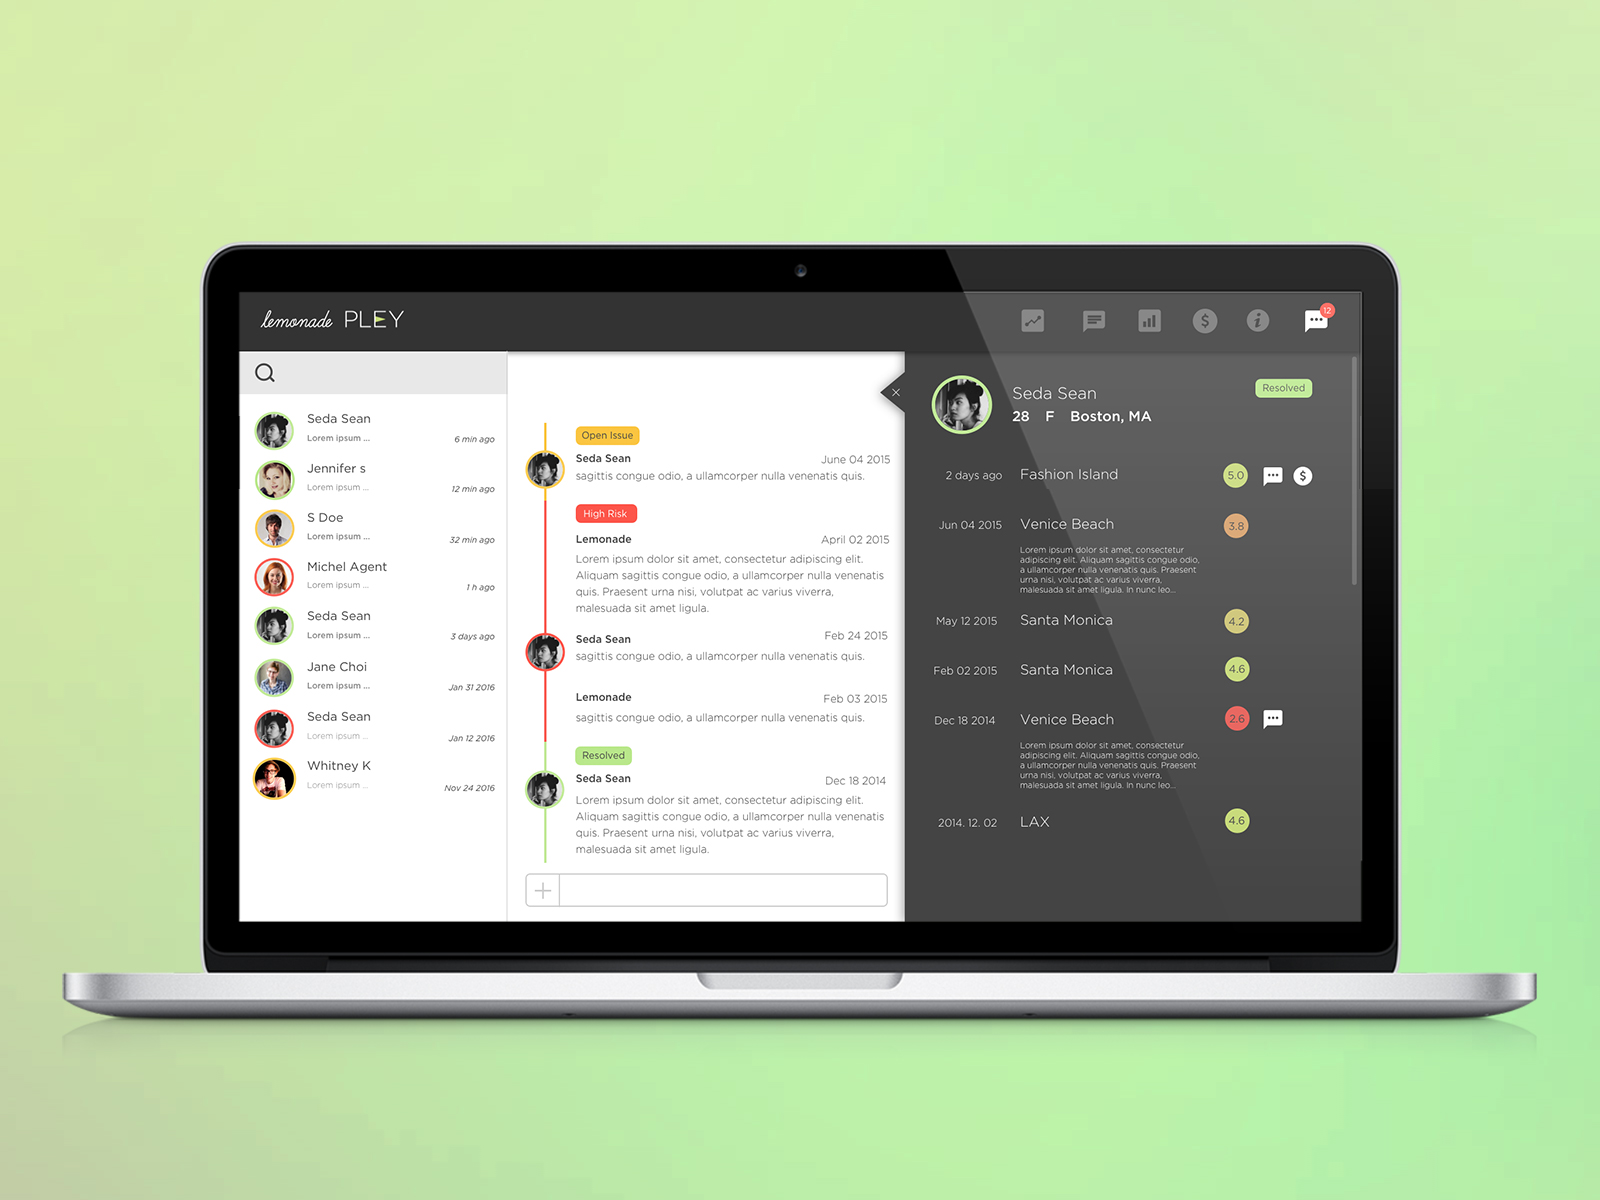 lemonade PLEY
12
Seda Sean
Lorem ipsum ...
6 min ago
Jennifer s
Lorem ipsum ...
12 min ago
S Doe
Lorem ipsum ...
32 min ago
Michel Agent
Lorem ipsum ...
1 h ago
Seda Sean
Lorem ipsum ...
3 days ago
Jane Choi
Lorem ipsum ...
Jan 31 2016
Seda Sean
Lorem ipsum ...
Jan 12 2016
Whitney K
Lorem ipsum ...
Nov 24 2016
Open Issue
Seda Sean
June 04 2015
sagittis congue odio, a ullamcorper nulla venenatis quis.
High Risk
Lemonade
April 02 2015
Lorem ipsum dolor sit amet, consectetur adipiscing elit.
Aliquam sagittis congue odio, a ullamcorper nulla venenatis
quis. Praesent urna nisi, volutpat ac varius viverra,
malesuada sit amet ligula.
Seda Sean
Feb 24 2015
sagittis congue odio, a ullamcorper nulla venenatis quis.
Lemonade
Feb 03 2015
sagittis congue odio, a ullamcorper nulla venenatis quis.
Resolved
Seda Sean
Dec 18 2014
Lorem ipsum dolor sit amet, consectetur adipiscing elit.
Aliquam sagittis congue odio, a ullamcorper nulla venenatis
quis. Praesent urna nisi, volutpat ac varius viverra,
malesuada sit amet ligula.
Seda Sean
Resolved
28 F Boston, MA
2 days ago Fashion Island 5.0
Jun 04 2015 Venice Beach 3.8
Lorem ipsum dolor sit amet, consectetur
adipiscing elit. Aliquam sagittis congue odio,
a ullamcorper nulla venenatis quis. Praesent
urna nisi, volutpat ac varius viverra,
malesuada sit amet ligula. In nunc leo...
May 12 2015 Santa Monica 4.2
Feb 02 2015 Santa Monica 4.6
Dec 18 2014 Venice Beach 2.6
Lorem ipsum dolor sit amet, consectetur
adipiscing elit. Aliquam sagittis congue odio,
a ullamcorper nulla venenatis quis. Praesent
urna nisi, volutpat ac varius viverra,
malesuada sit amet ligula. In nunc leo...
2014. 12. 02 LAX 4.6